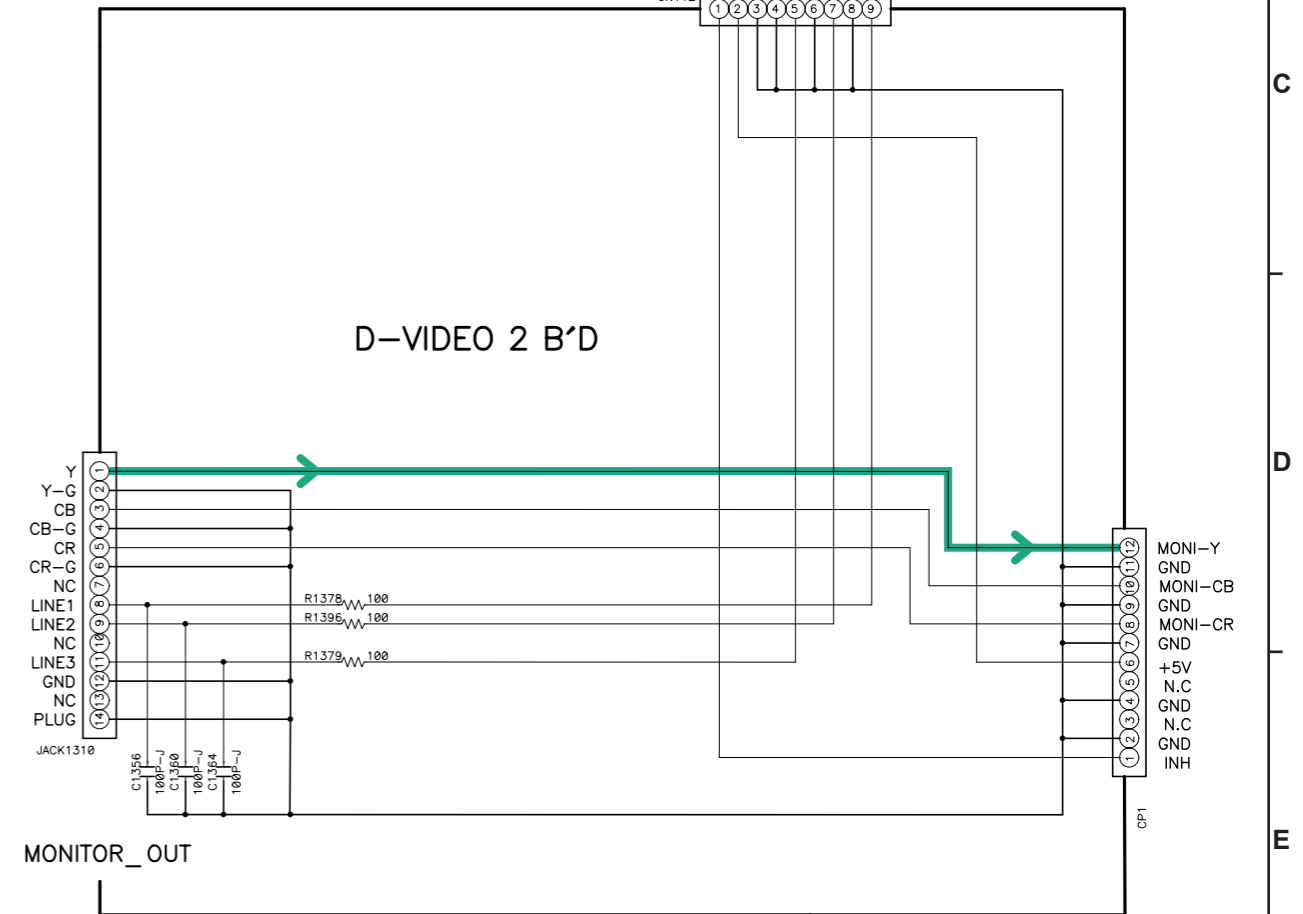 1 2 3 4 5 6 7 8 9
C
D-VIDEO 2 B'D
D
Y 1
Y-G 2
CB 3
CB-G 4
CR 5
CR-G 6
NC 7
LINE1 8
LINE2 9
NC 10
LINE3 11
GND 12
NC 13
PLUG 14
JACK1310
R1378 100
R1396 100
R1379 100
C1356 100P-J
C1360 100P-J
C1364 100P-J
12 MONI-Y
11 GND
10 MONI-CB
9 GND
8 MONI-CR
7 GND
6 +5V
5 N.C
4 GND
3 N.C
2 GND
1 INH
CP1
E
MONITOR_OUT